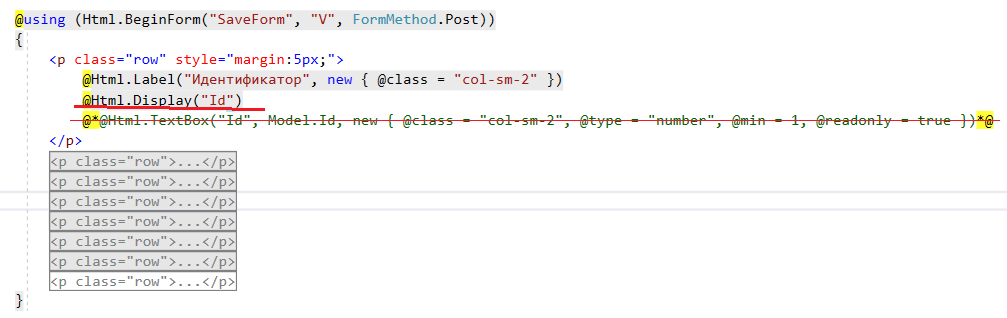 @using (Html.BeginForm("SaveForm", "V", FormMethod.Post))
{
<p class="row" style="margin:5px;">
@Html.Label("Идентификатор", new { @class = "col-sm-2" })
@Html.Display("Id")
@*@Html.TextBox("Id", Model.Id, new { @class = "col-sm-2", @type = "number", @min = 1, @readonly = true })*@
</p>
<p class="row">...</p>
<p class="row">...</p>
<p class="row">...</p>
<p class="row">...</p>
<p class="row">...</p>
<p class="row">...</p>
<p class="row">...</p>
}